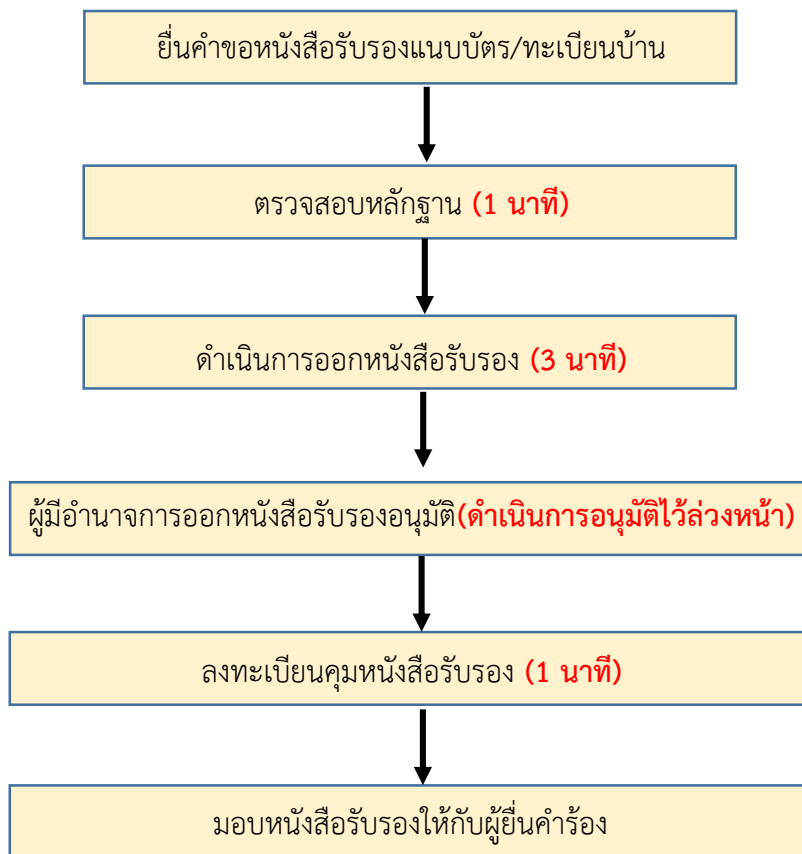 ยื่นคำขอหนังสือรับรองแนบบัตร/ทะเบียนบ้าน
ตรวจสอบหลักฐาน (1 นาที)
ดำเนินการออกหนังสือรับรอง (3 นาที)
ผู้มีอำนาจการออกหนังสือรับรองอนุมัติ(ดำเนินการอนุมัติไว้ล่วงหน้า)
ลงทะเบียนคุมหนังสือรับรอง (1 นาที)
มอบหนังสือรับรองให้กับผู้ยื่นคำร้อง